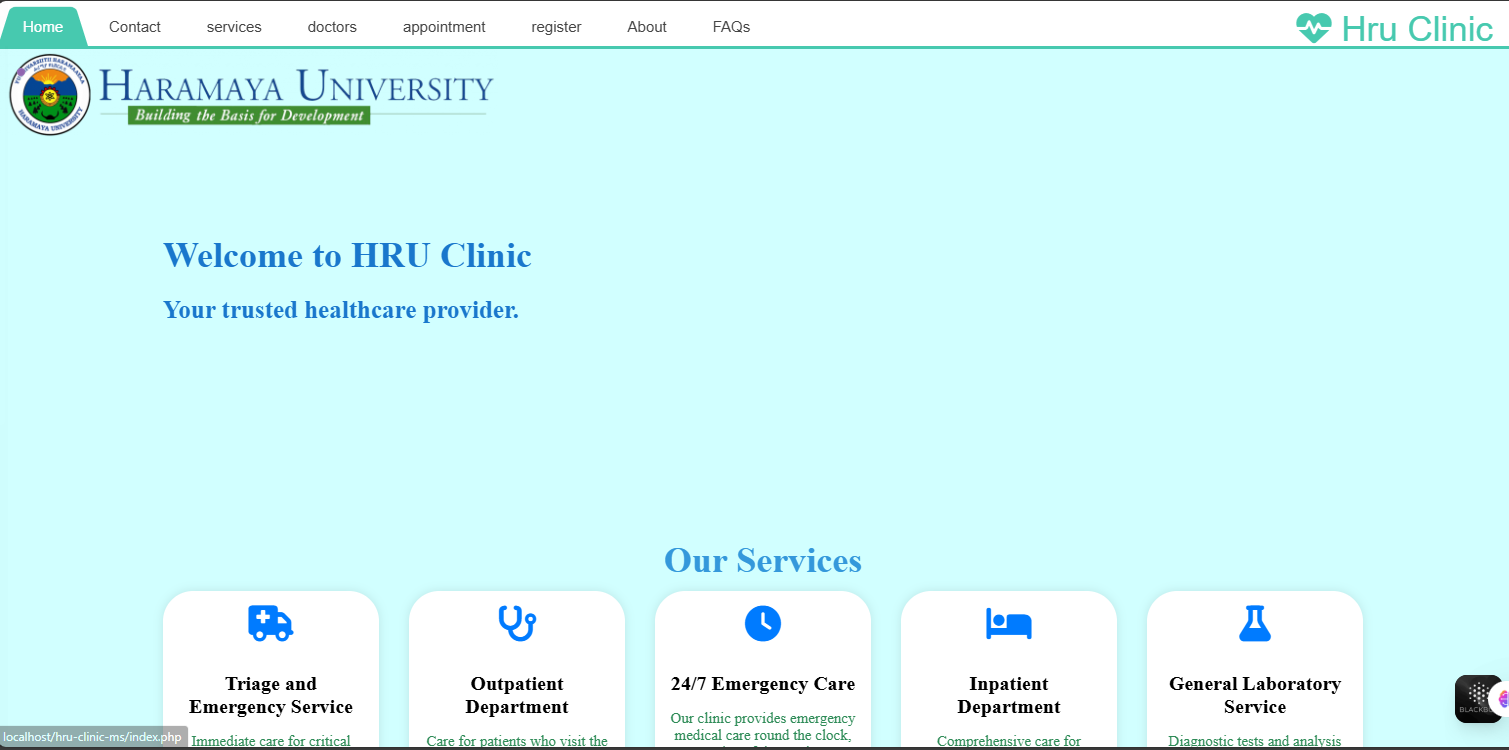 Home Contact services doctors appointment register About FAQs
Hru Clinic
HARAMAYA UNIVERSITY
Building the Basis for Development
HARAMAYA UNIVERSITY
Welcome to HRU Clinic
Your trusted healthcare provider.
Our Services
Triage and
Emergency Service
Immediate care for critical
Outpatient
Department
Care for patients who visit the
24/7 Emergency Care
Our clinic provides emergency
medical care round the clock,
Inpatient
Department
Comprehensive care for
General Laboratory
Service
Diagnostic tests and analysis
localhost/hru-clinic-ms/index.php